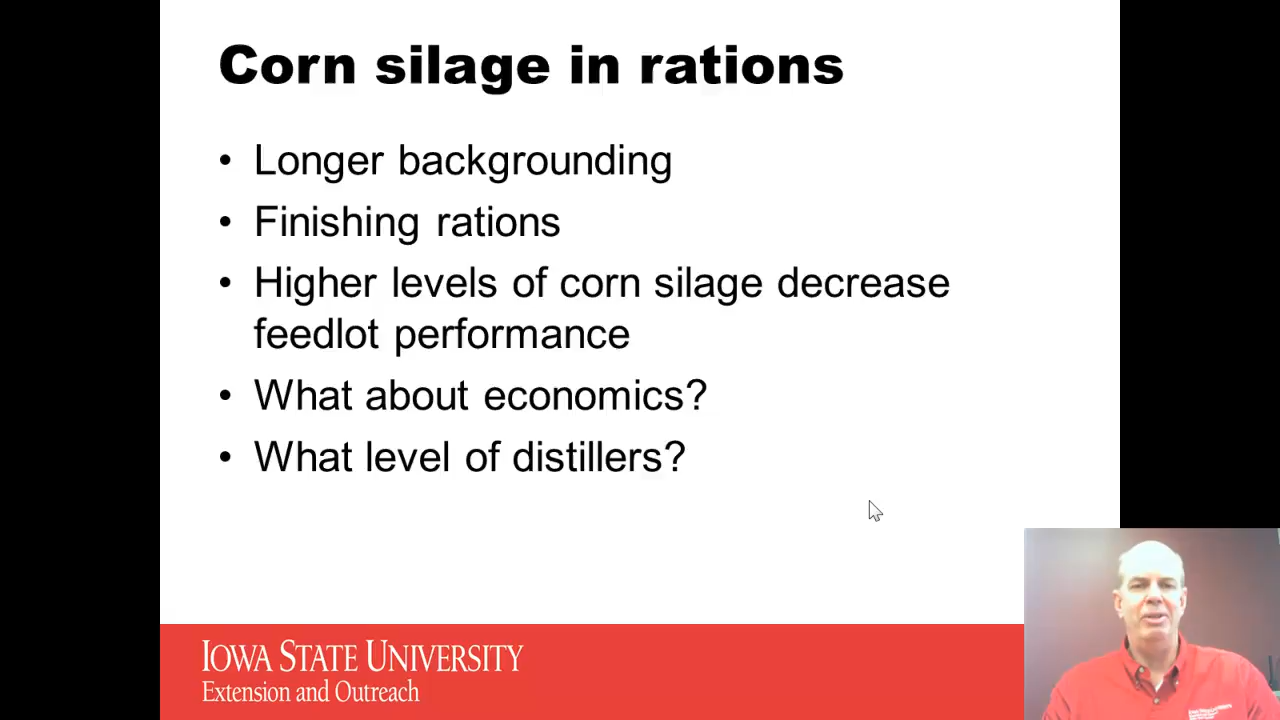 Corn silage in rations
• Longer backgrounding
• Finishing rations
• Higher levels of corn silage decrease
feedlot performance
• What about economics?
• What level of distillers?
IOWA STATE UNIVERSITY
Extension and Outreach